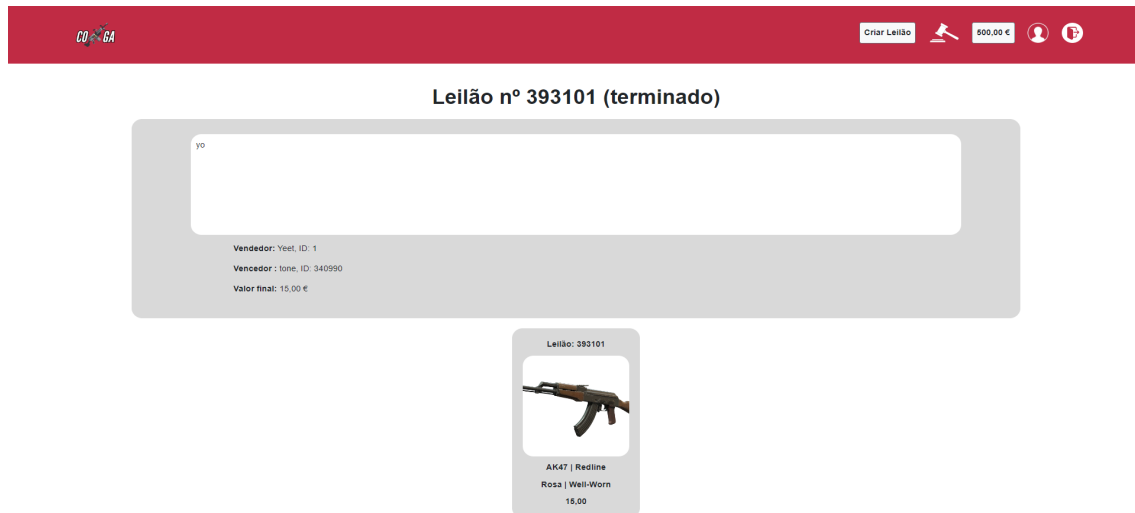 CO GA
Criar Leilão
500,00 €
Leilão nº 393101 (terminado)
yo
Vendedor: Yeet, ID: 1
Vencedor : tone, ID: 340990
Valor final: 15,00 €
Leilão: 393101
AK47 | Redline
Rosa | Well-Worn
15,00